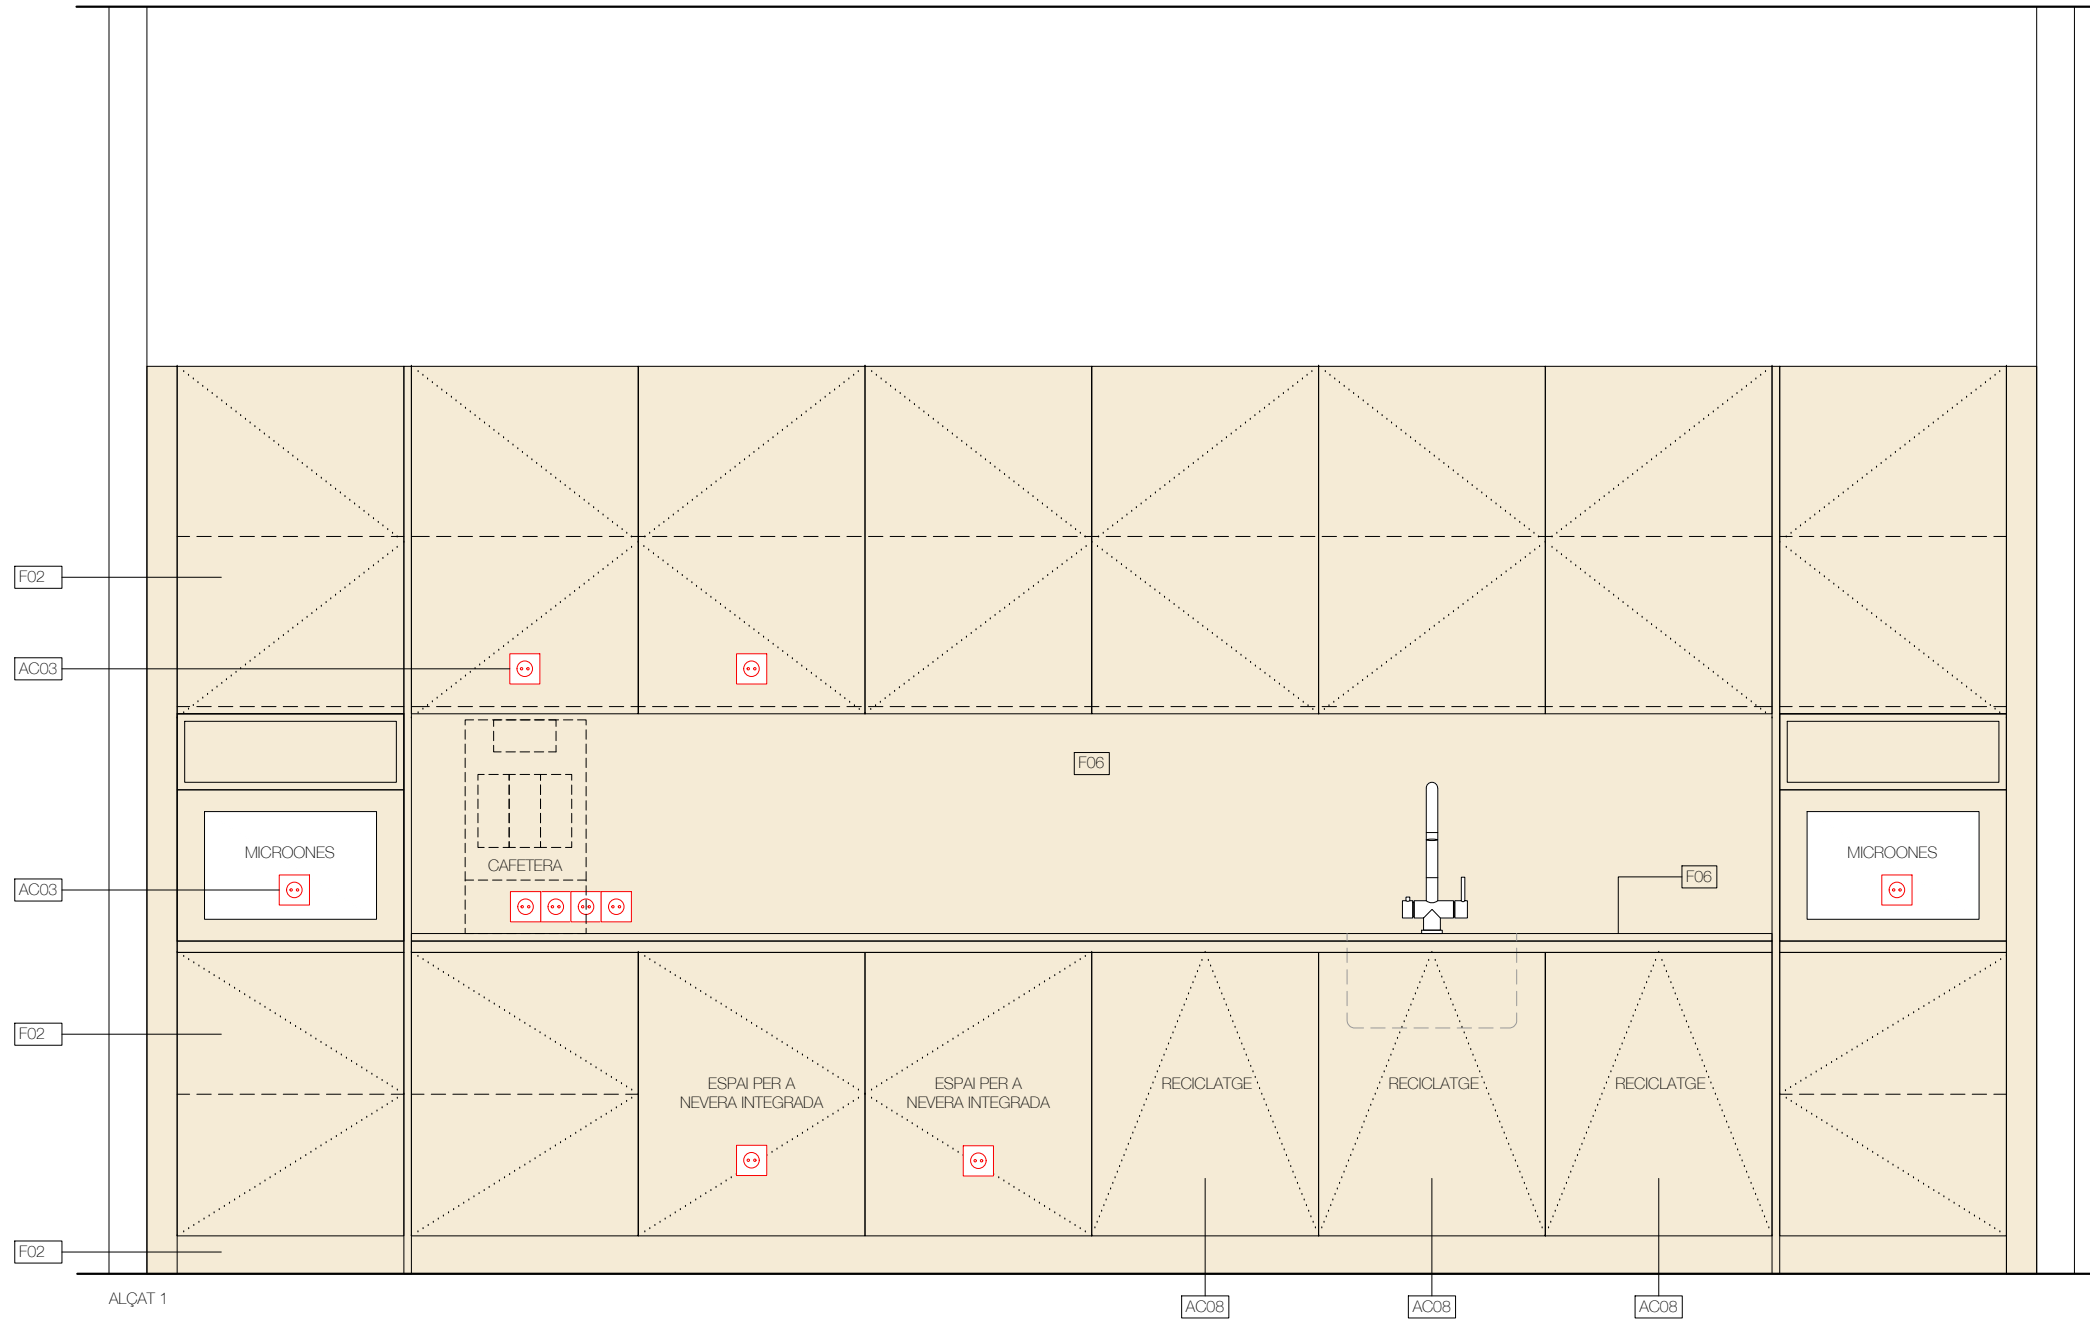 F02
AC03
F06
MICROONES
CAFETERA
MICROONES
F06
AC03
F02
ESPAI PER A
NEVERA INTEGRADA
ESPAI PER A
NEVERA INTEGRADA
RECICLATGE
RECICLATGE
RECICLATGE
F02
ALÇAT 1
AC08
AC08
AC08